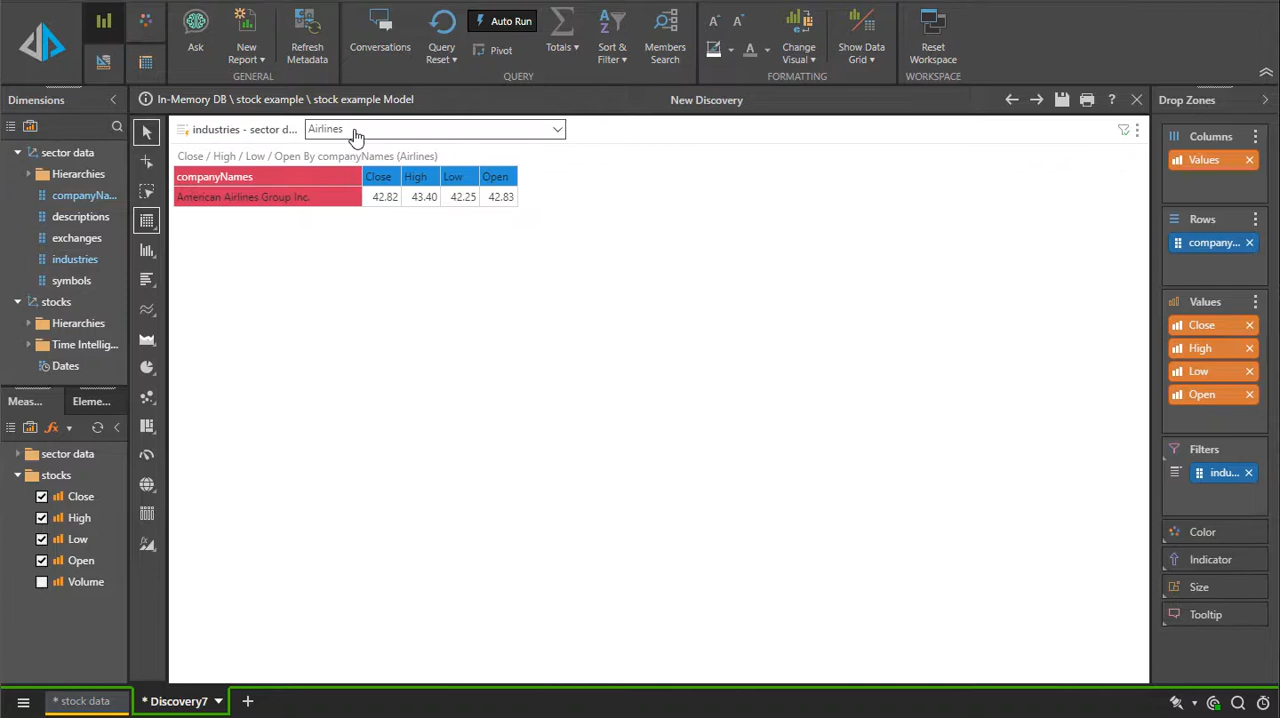 Ask
New
Report
Refresh
Metadata
GENERAL
Conversations
Query
Reset
Auto Run
Pivot
Totals
Sort &
Filter
Members
Search
QUERY
A
A
A
Change
Visual
Show Data
Grid
FORMATTING
Reset
Workspace
WORKSPACE
Dimensions
In-Memory DB \ stock example \ stock example Model
New Discovery
?
Drop Zones
sector data
Hierarchies
companyNa...
descriptions
exchanges
industries
symbols
stocks
Hierarchies
Time Intellig...
Dates
Meas...
Eleme...
fx
sector data
stocks
Close
High
Low
Open
Volume
industries - sector d...
Airlines
Close / High / Low / Open By companyNames (Airlines)
companyNames Close High Low Open
American Airlines Group Inc. 42.82 43.40 42.25 42.83
Columns
Values
Rows
company...
Values
Close
High
Low
Open
Filters
indu...
Color
Indicator
Size
Tooltip
* stock data
* Discovery7